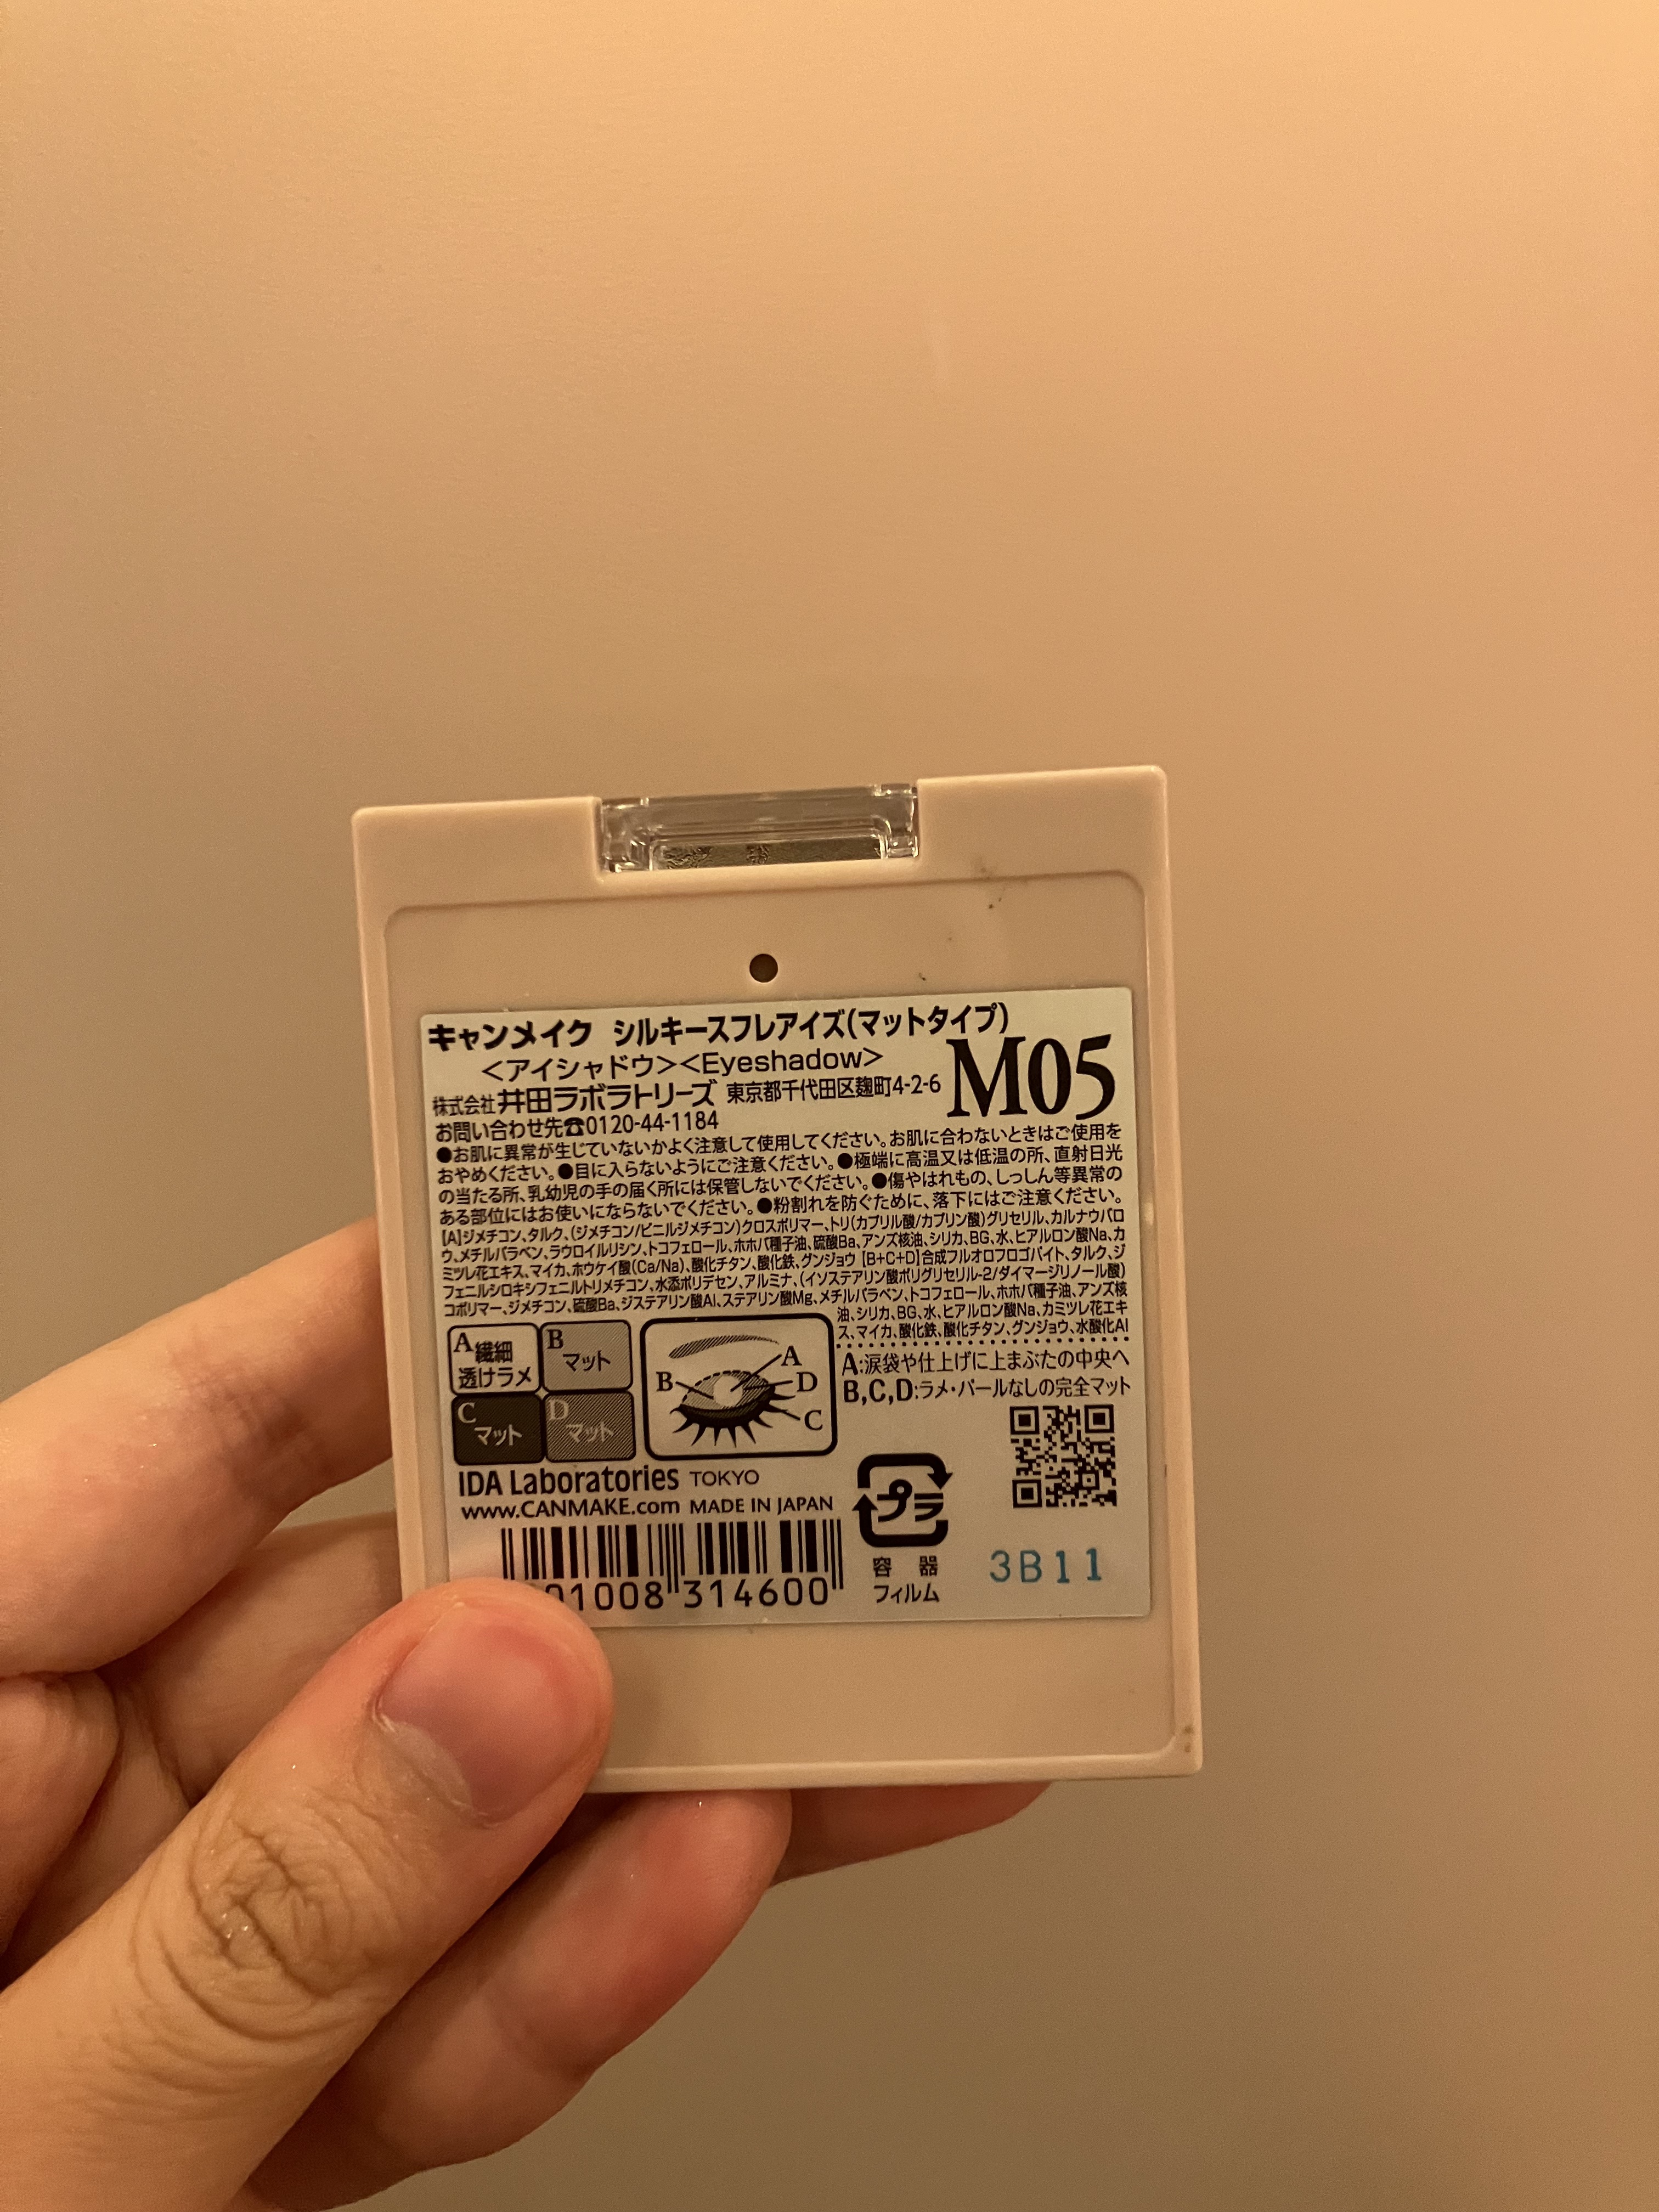 キャンメイク シルキースフレアイズ(マットタイプ)
<アイシャドウ><Eyeshadow>
M05
株式会社 井田ラボラトリーズ 東京都千代田区麹町4-2-6
お問い合わせ先☎0120-44-1184
●お肌に異常が生じていないかよく注意して使用してください。お肌に合わないときはご使用を
おやめください。●目に入らないようにご注意ください。●極端に高温又は低温の所、直射日光
の当たる所、乳幼児の手の届く所には保管しないでください。●傷やはれもの、しっしん等異常の
ある部位にはお使いにならないでください。●粉割れを防ぐために、落下にはご注意ください。
【A】ジメチコン、タルク、(ジメチコン/ビニルジメチコン)クロスポリマー、トリ(カプリル酸/カプリン酸)グリセリル、カルナウバロ
ウ、メチルパラベン、ラウロイルリシン、トコフェロール、ホホバ種子油、硫酸Ba、アンズ核油、シリカ、BG、水、ヒアルロン酸Na、カ
ミツレ花エキス、マイカ、ホウケイ酸(Ca/Na)、酸化チタン、酸化鉄、グンジョウ【B+C+D】合成フルオロフロゴパイト、タルク、ジ
フェニルシロキシフェニルトリメチコン、水添ポリデセン、アルミナ、(イソステアリン酸ポリグリセリル-2/ダイマージリノール酸)
コポリマー、ジメチコン、硫酸Ba、ジステアリン酸Al、ステアリン酸Mg、メチルパラベン、トコフェロール、ホホバ種子油、アンズ核
油、シリカ、BG、水、ヒアルロン酸Na、カミツレ花エキ
ス、マイカ、酸化鉄、酸化チタン、グンジョウ、水酸化Al
A 繊細
透けラメ
B
マット
C
マット
D
マット
A
B
D
C
A:涙袋や仕上げに上まぶたの中央へ
B,C,D:ラメ・パールなしの完全マット
IDA Laboratories TOKYO
www.CANMAKE.com MADE IN JAPAN
01008 314600
プラ
容器
フィルム
3B11